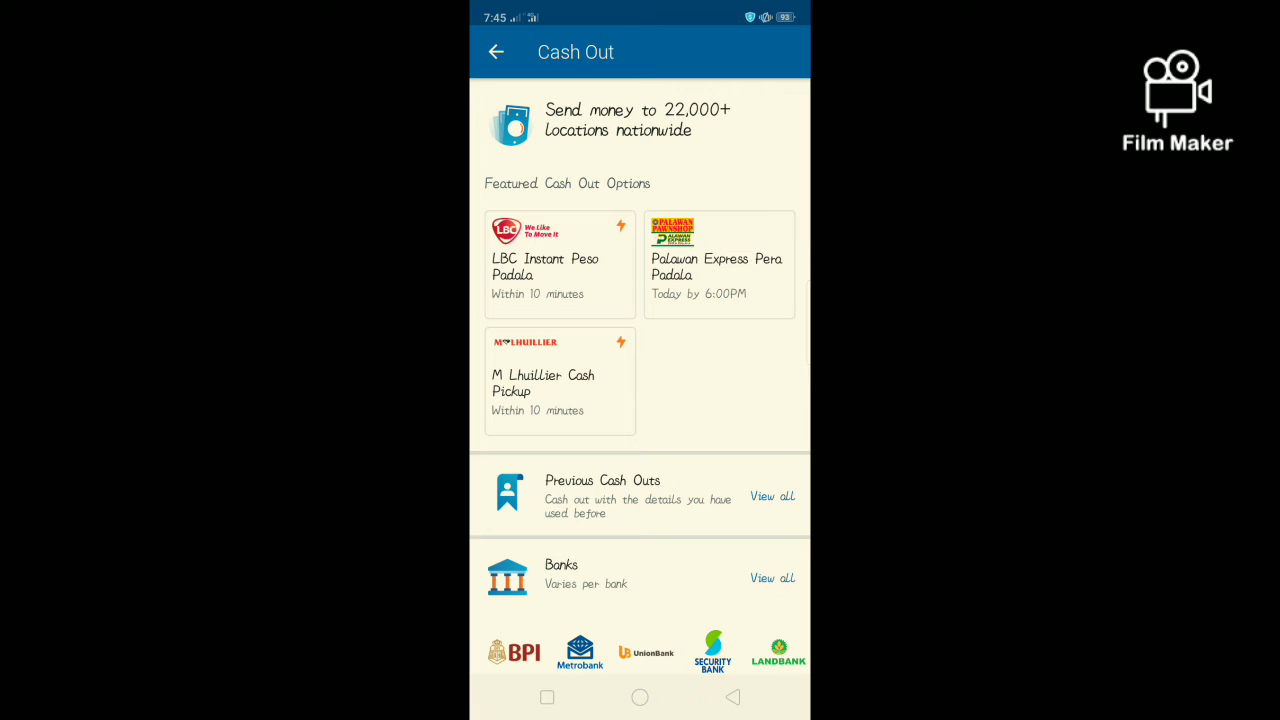 7:45
4G
93
Cash Out
Film Maker
Send money to 22,000+
locations nationwide
Featured Cash Out Options
LBC
We Like
To Move It
LBC Instant Peso
Padala
Within 10 minutes
PALAWAN
PAWNSHOP
PALAWAN
EXPRESS
Palawan Express Pera
Padala
Today by 6:00PM
M LHUILLIER
M Lhuillier Cash
Pickup
Within 10 minutes
Previous Cash Outs
Cash out with the details you have
used before
View all
Banks
Varies per bank
View all
BPI
Metrobank
UB UnionBank
SECURITY
BANK
LANDBANK